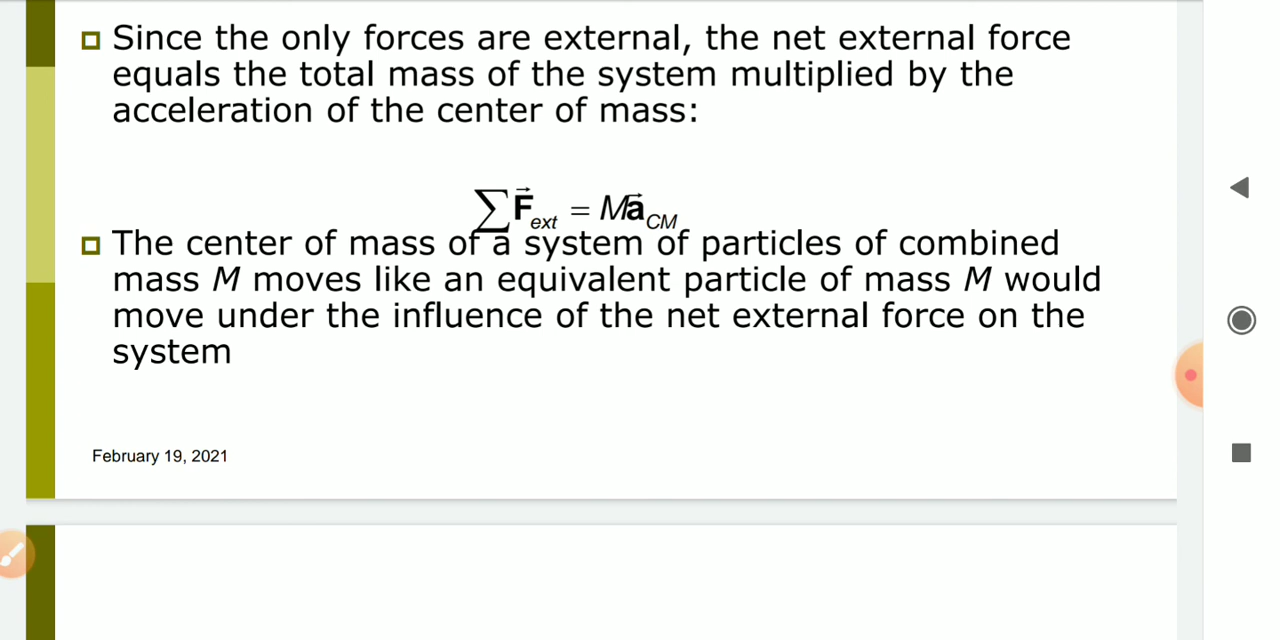 Since the only forces are external, the net external force
equals the total mass of the system multiplied by the
acceleration of the center of mass:
∑F⃗ext = Ma⃗CM
The center of mass of a system of particles of combined
mass M moves like an equivalent particle of mass M would
move under the influence of the net external force on the
system
February 19, 2021